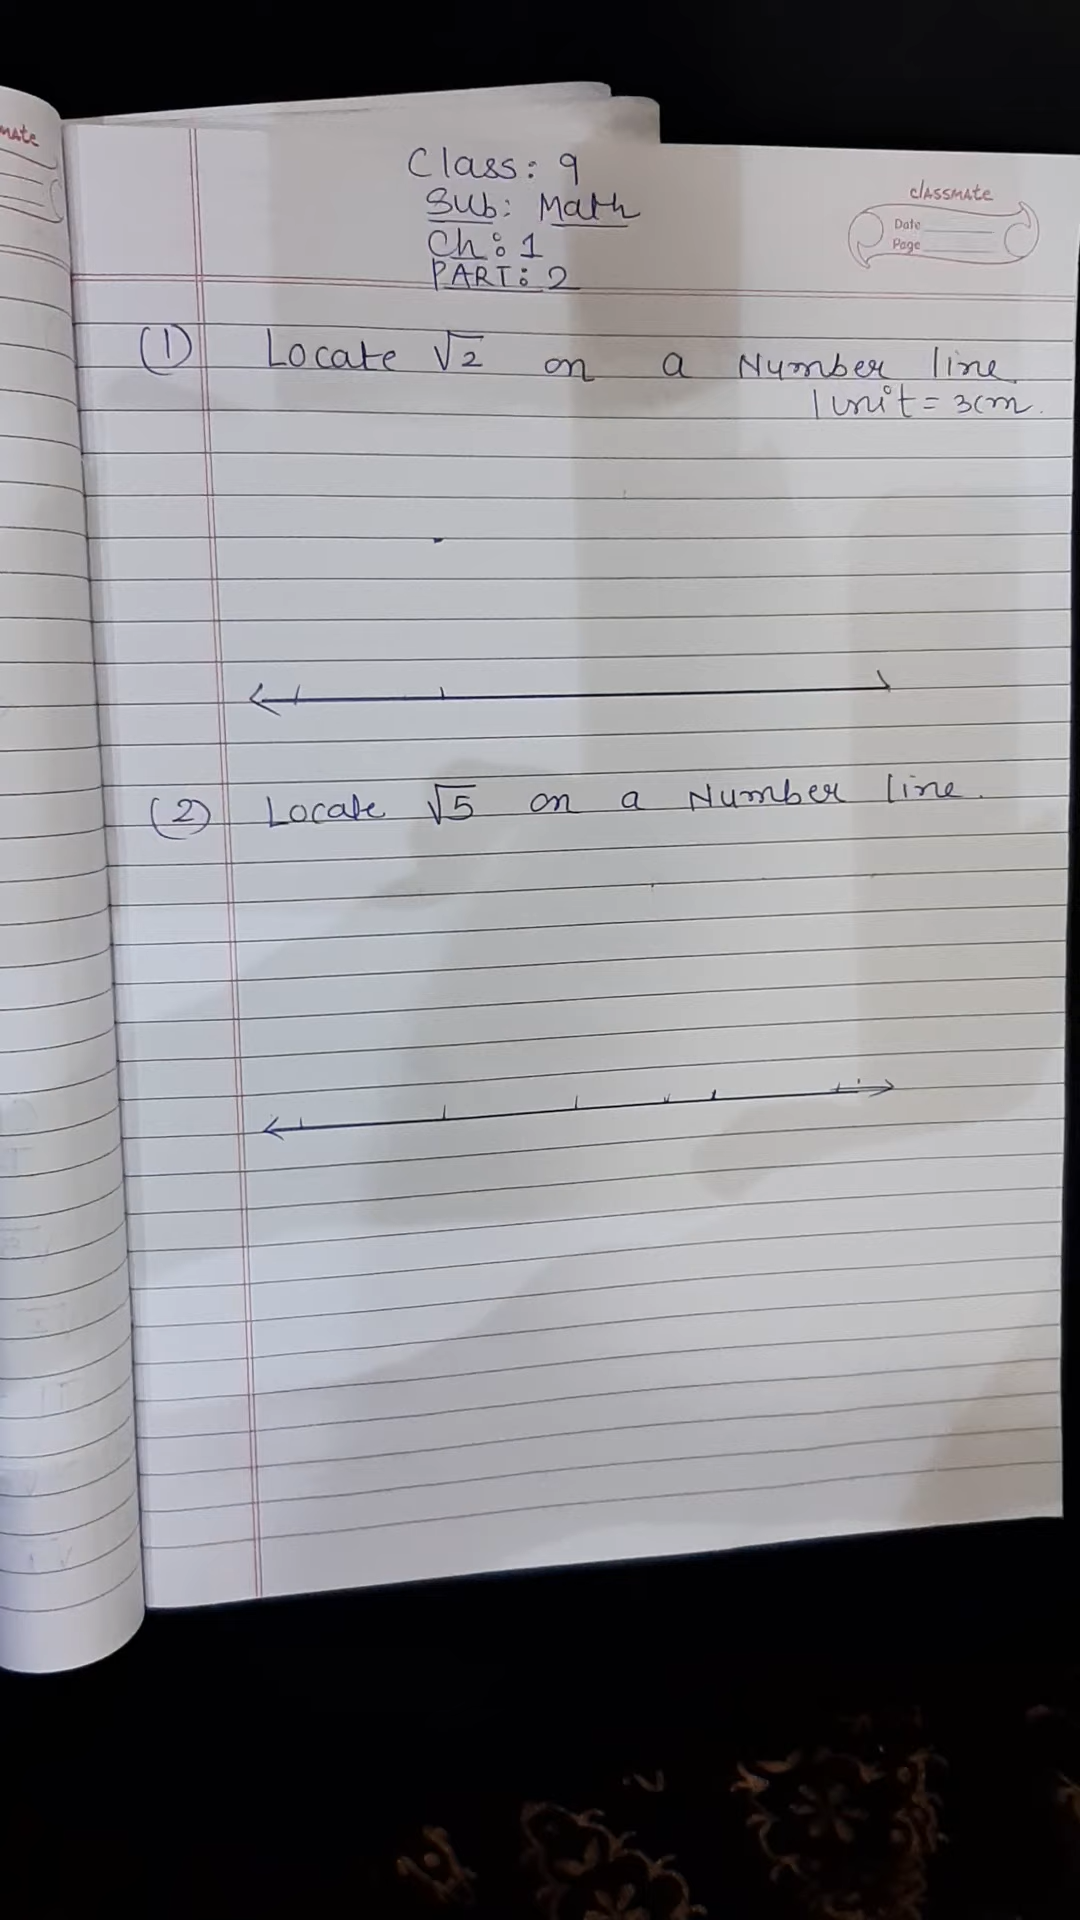 mate
Class: 9
Sub: Math
Ch: 1
PART: 2
classmate
Date
Page
(1) Locate √2 on a Number line.
1 unit = 3cm.
(2) Locate √5 on a Number line.